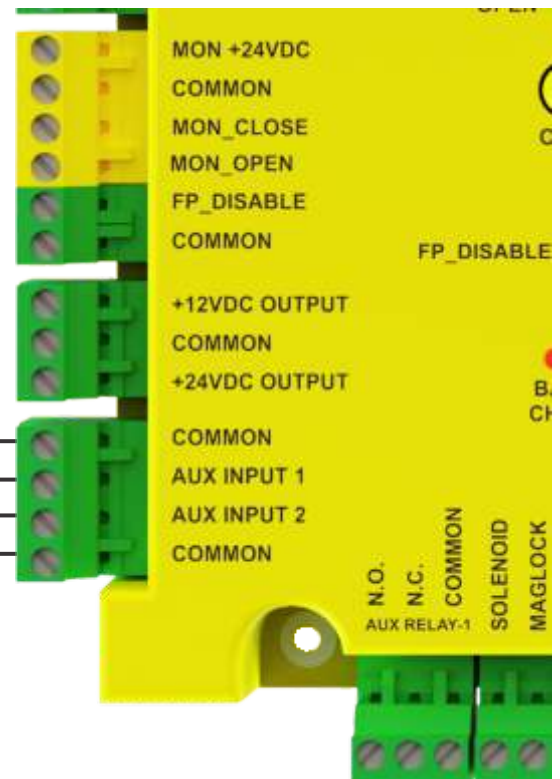 MON +24VDC
COMMON
MON_CLOSE
MON_OPEN
FP_DISABLE
COMMON
FP_DISABLE
+12VDC OUTPUT
COMMON
+24VDC OUTPUT
COMMON
AUX INPUT 1
AUX INPUT 2
COMMON
N.O.
N.C.
COMMON
SOLENOID
MAGLOCK
AUX RELAY-1